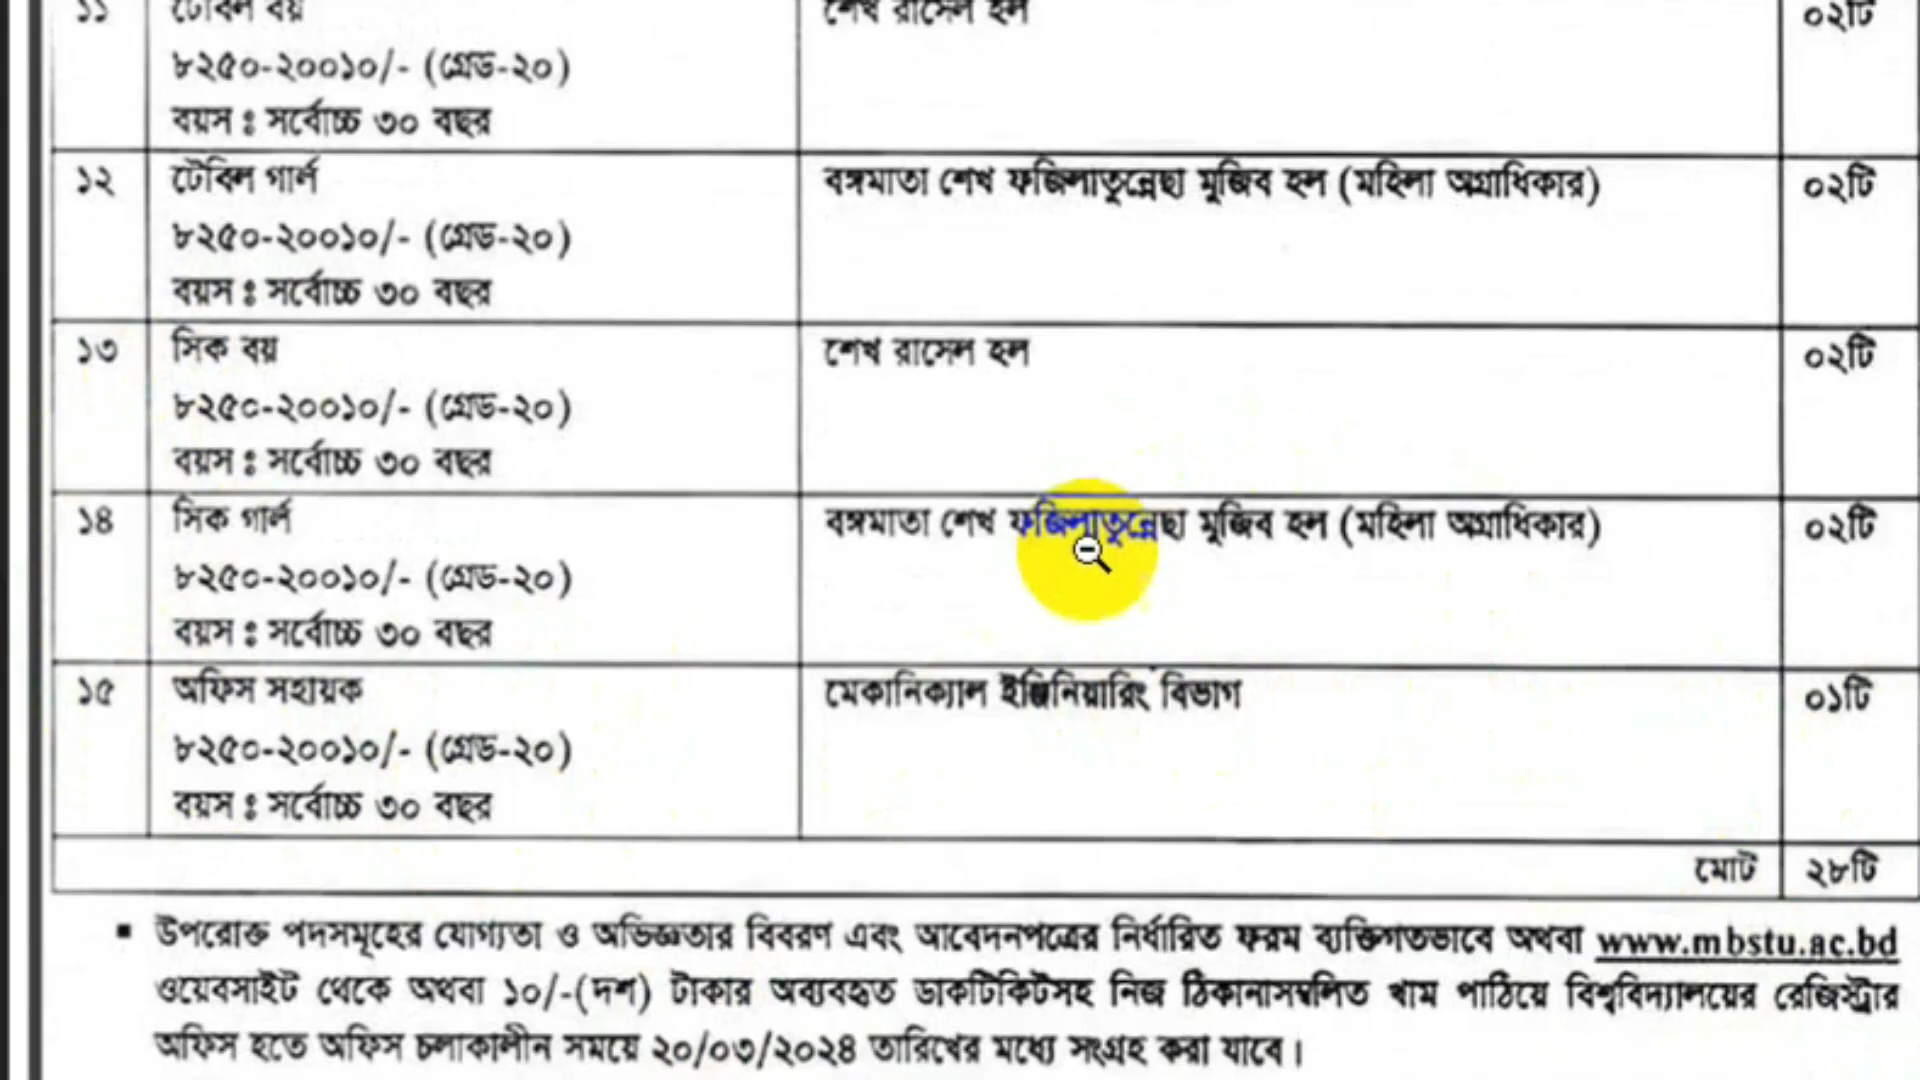 ১১ টেবিল বয় শেখ রাসেল হল ০২টি
৮২৫০-২০০১০/- (গ্রেড-২০)
বয়স ঃ সর্বোচ্চ ৩০ বছর
১২ টেবিল গার্ল বঙ্গমাতা শেখ ফজিলাতুন্নেছা মুজিব হল (মহিলা অগ্রাধিকার) ০২টি
৮২৫০-২০০১০/- (গ্রেড-২০)
বয়স ঃ সর্বোচ্চ ৩০ বছর
১৩ সিক বয় শেখ রাসেল হল ০২টি
৮২৫০-২০০১০/- (গ্রেড-২০)
বয়স ঃ সর্বোচ্চ ৩০ বছর
১৪ সিক গার্ল বঙ্গমাতা শেখ ফজিলাতুন্নেছা মুজিব হল (মহিলা অগ্রাধিকার) ০২টি
৮২৫০-২০০১০/- (গ্রেড-২০)
বয়স ঃ সর্বোচ্চ ৩০ বছর
১৫ অফিস সহায়ক মেকানিক্যাল ইঞ্জিনিয়ারিং বিভাগ ০১টি
৮২৫০-২০০১০/- (গ্রেড-২০)
বয়স ঃ সর্বোচ্চ ৩০ বছর
মোট ২৮টি
▪ উপরোক্ত পদসমূহের যোগ্যতা ও অভিজ্ঞতার বিবরণ এবং আবেদনপত্রের নির্ধারিত ফরম ব্যক্তিগতভাবে অথবা www.mbstu.ac.bd
ওয়েবসাইট থেকে অথবা ১০/-(দশ) টাকার অব্যবহৃত ডাকটিকিটসহ নিজ ঠিকানাসম্বলিত খাম পাঠিয়ে বিশ্ববিদ্যালয়ের রেজিস্ট্রার
অফিস হতে অফিস চলাকালীন সময়ে ২০/০৩/২০২৪ তারিখের মধ্যে সংগ্রহ করা যাবে।